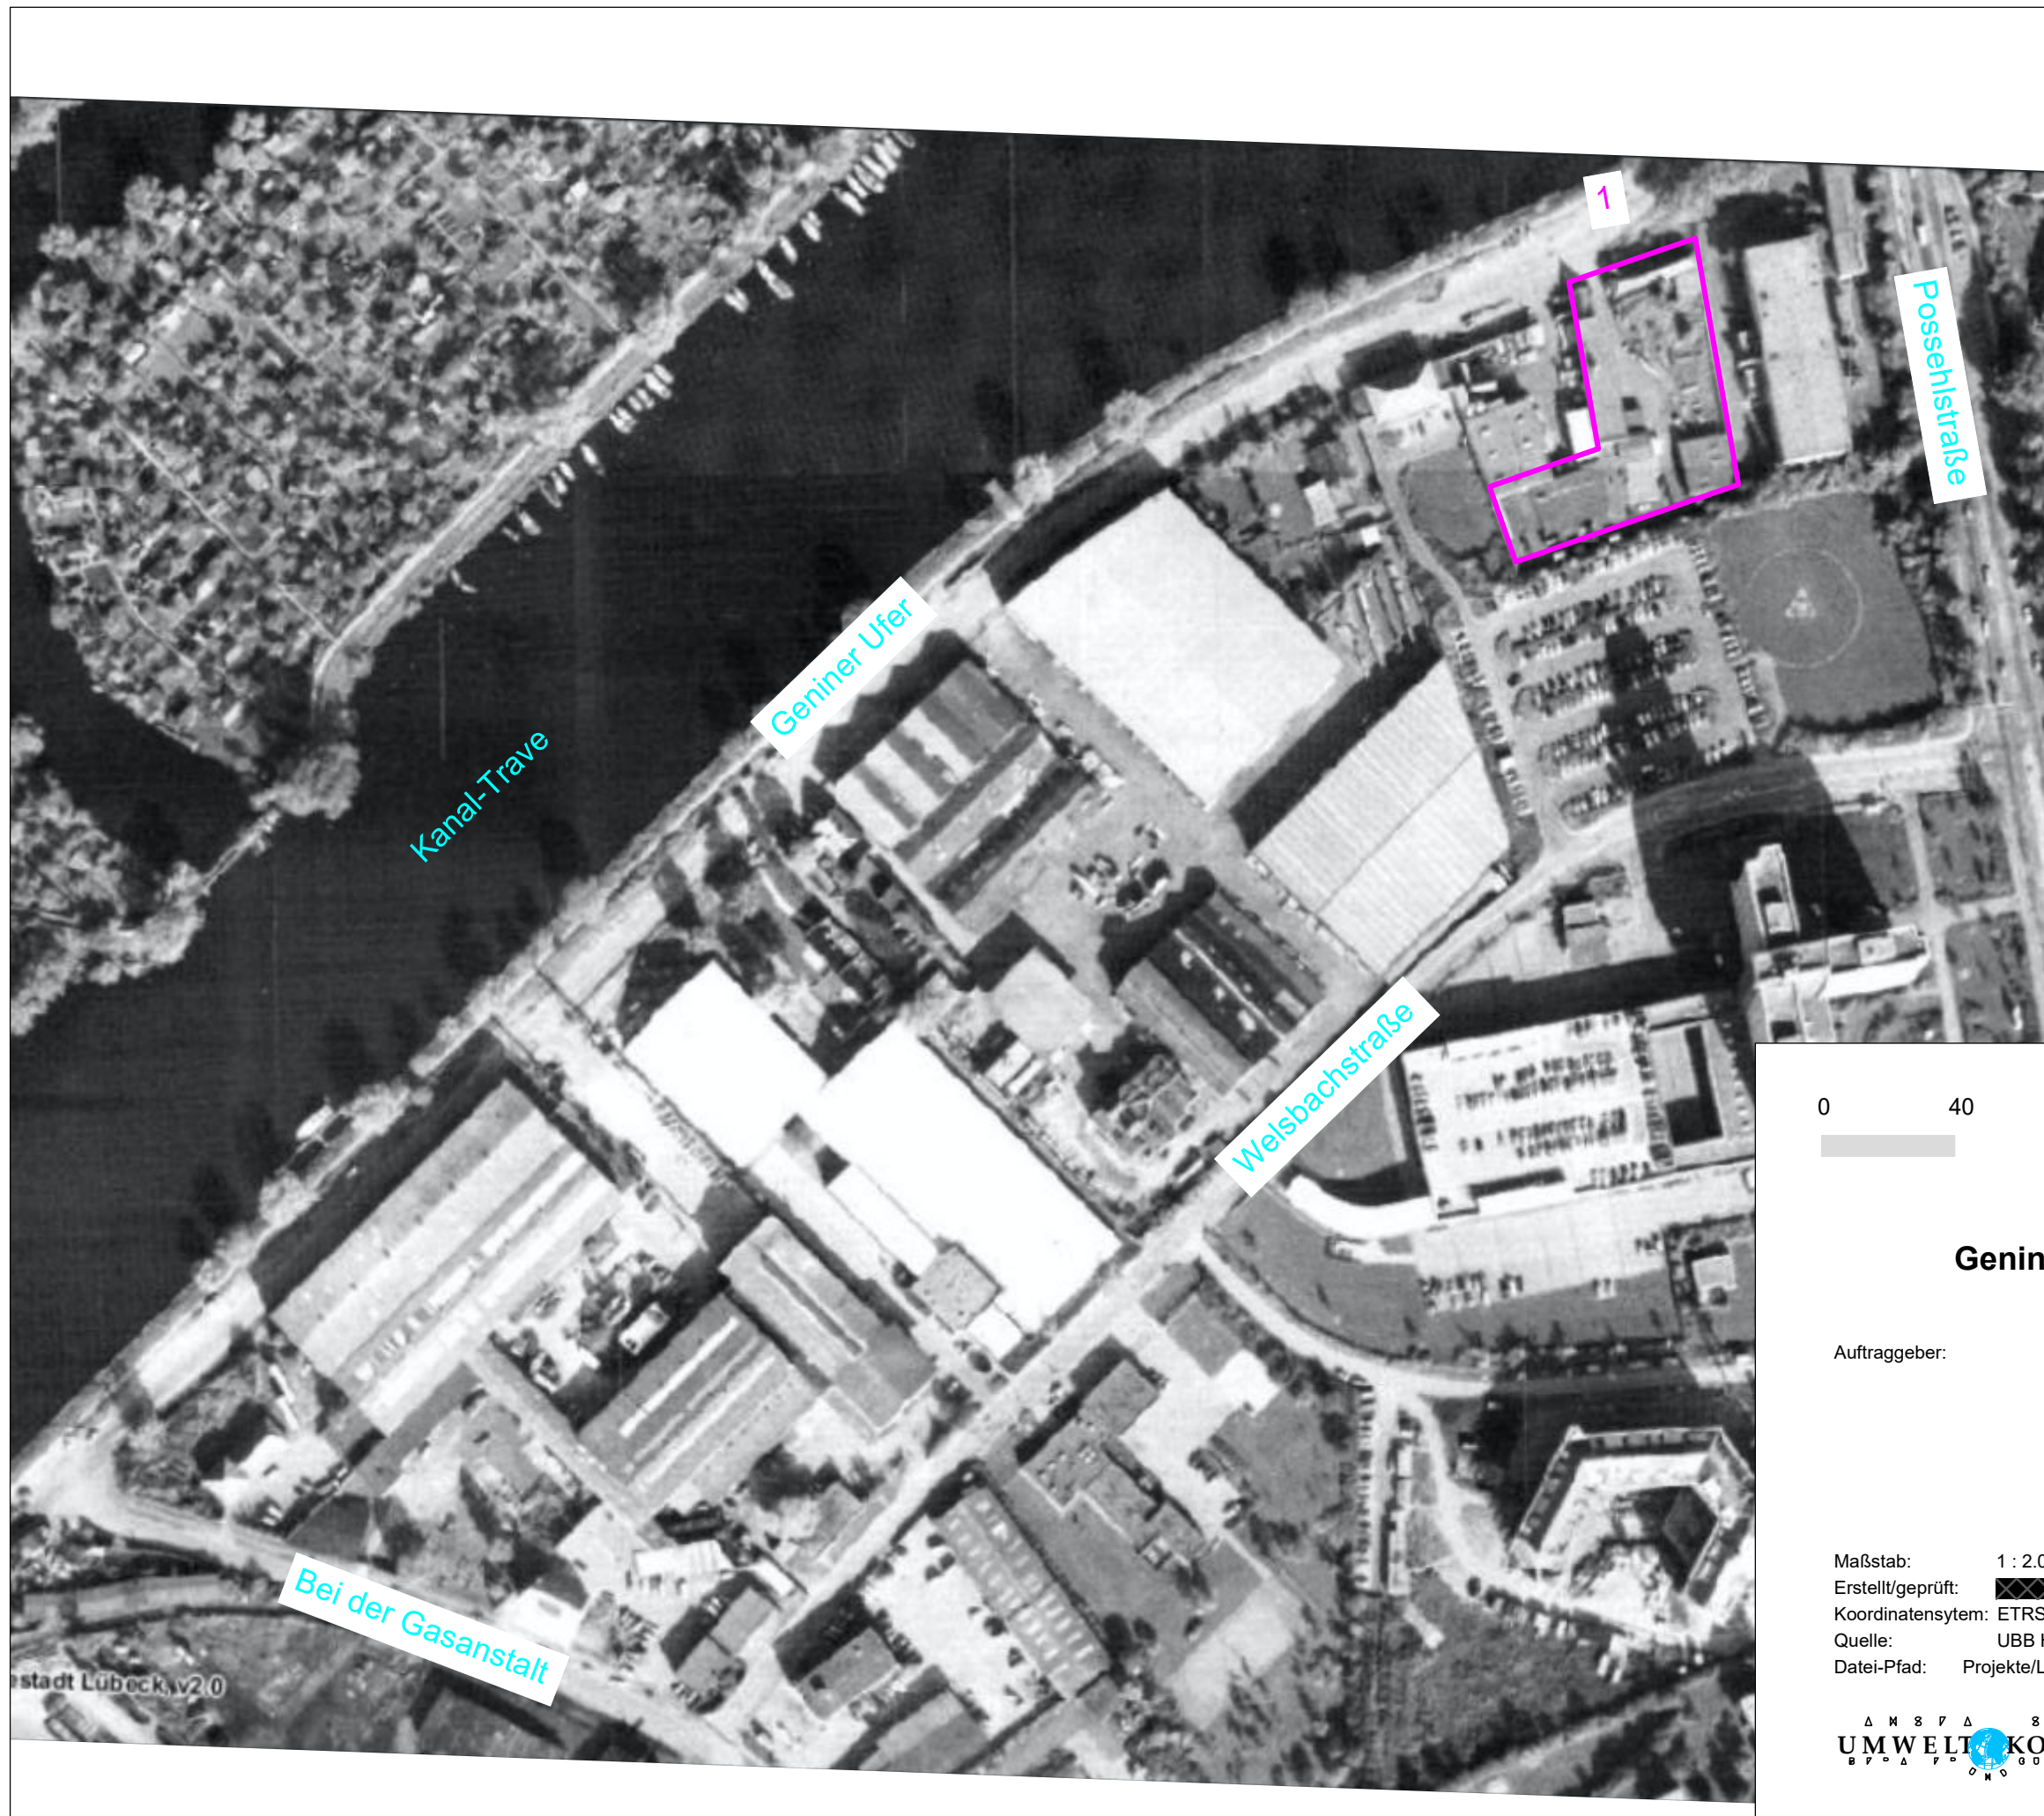 1
Possehlstraße
Geniner Ufer
Kanal-Trave
Welsbachstraße
Bei der Gasanstalt
estadt Lübeck, v2.0
0 40
Genin
Auftraggeber:
Maßstab: 1 : 2.0
Erstellt/geprüft:
Koordinatensytem: ETRS
Quelle: UBB H
Datei-Pfad: Projekte/L
UMWELT KO